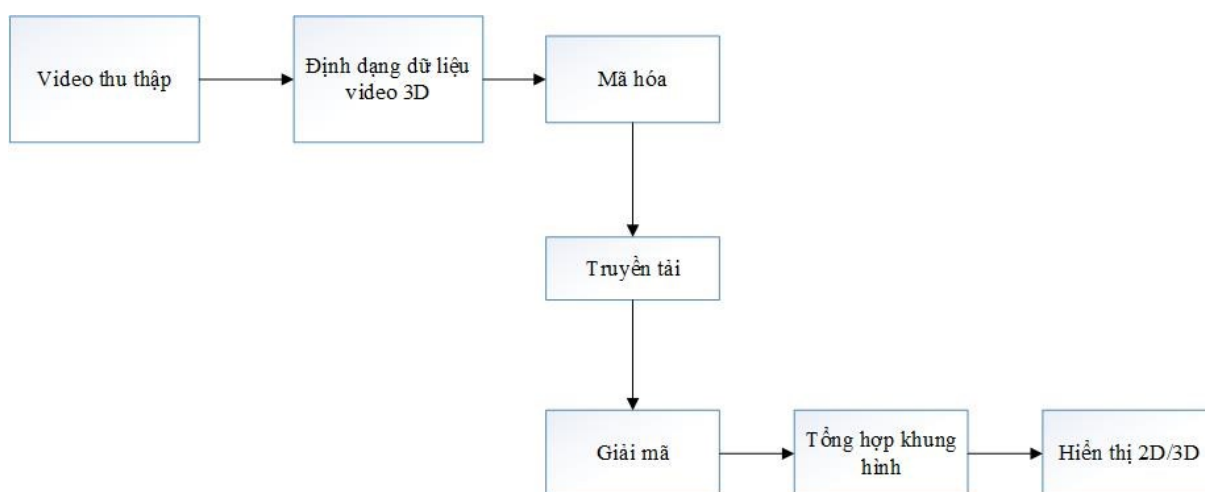 Video thu thập
Định dạng dữ liệu
video 3D
Mã hóa
Truyền tải
Giải mã
Tổng hợp khung
hình
Hiển thị 2D/3D